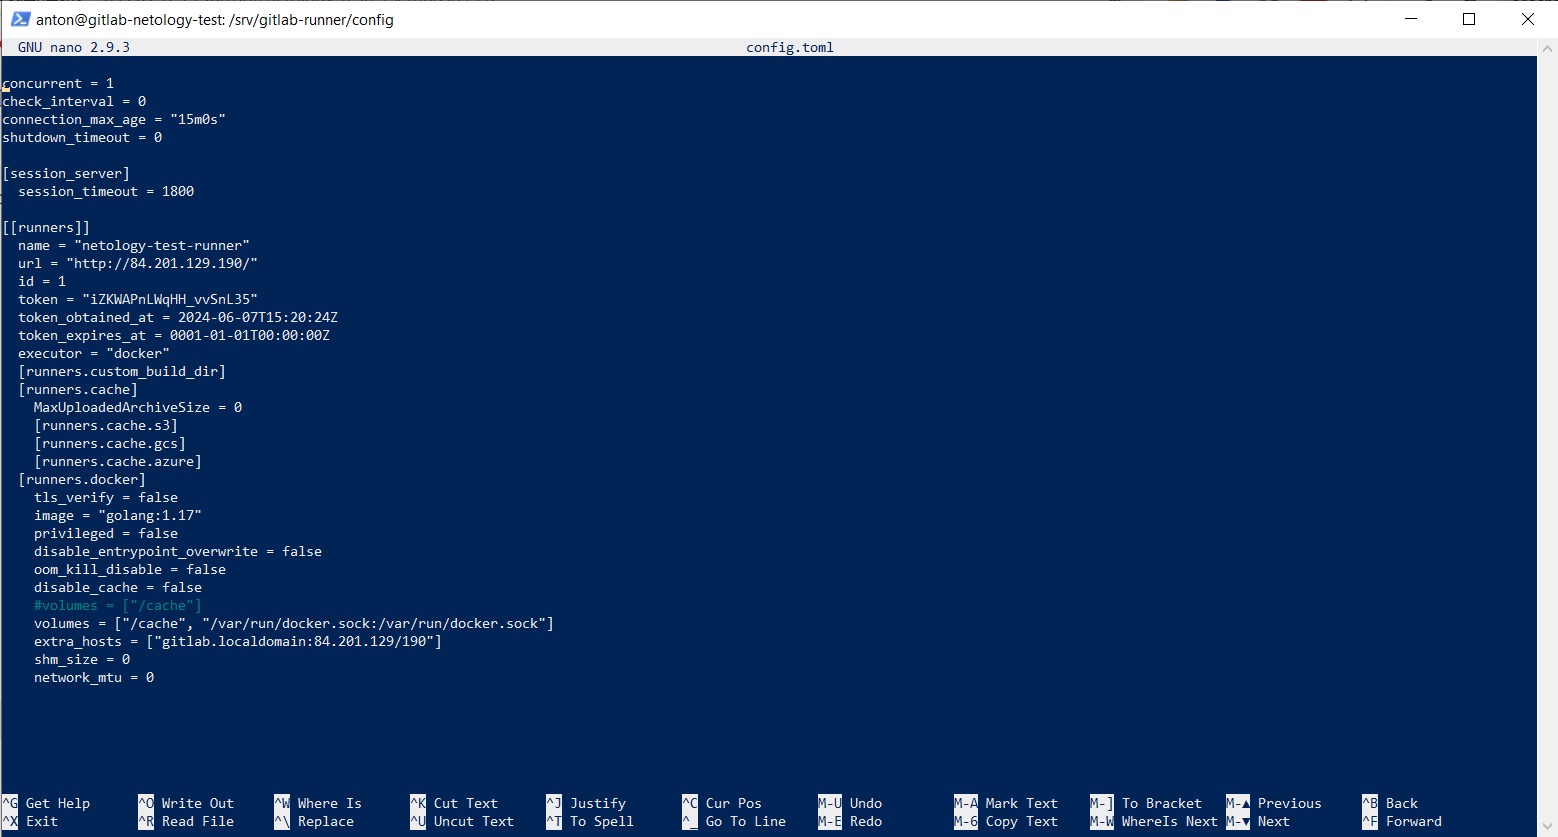 anton@gitlab-netology-test: /srv/gitlab-runner/config
GNU nano 2.9.3 config.toml
concurrent = 1
check_interval = 0
connection_max_age = "15m0s"
shutdown_timeout = 0
[session_server]
session_timeout = 1800
[[runners]]
name = "netology-test-runner"
url = "http://84.201.129.190/"
id = 1
token = "iZKWAPnLWqHH_vvSnL35"
token_obtained_at = 2024-06-07T15:20:24Z
token_expires_at = 0001-01-01T00:00:00Z
executor = "docker"
[runners.custom_build_dir]
[runners.cache]
MaxUploadedArchiveSize = 0
[runners.cache.s3]
[runners.cache.gcs]
[runners.cache.azure]
[runners.docker]
tls_verify = false
image = "golang:1.17"
privileged = false
disable_entrypoint_overwrite = false
oom_kill_disable = false
disable_cache = false
#volumes = ["/cache"]
volumes = ["/cache", "/var/run/docker.sock:/var/run/docker.sock"]
extra_hosts = ["gitlab.localdomain:84.201.129/190"]
shm_size = 0
network_mtu = 0
^G Get Help ^O Write Out ^W Where Is ^K Cut Text ^J Justify ^C Cur Pos M-U Undo M-A Mark Text M-] To Bracket M-▲ Previous ^B Back
^X Exit ^R Read File ^\ Replace ^U Uncut Text ^T To Spell ^_ Go To Line M-E Redo M-6 Copy Text M-W WhereIs Next M-▼ Next ^F Forward